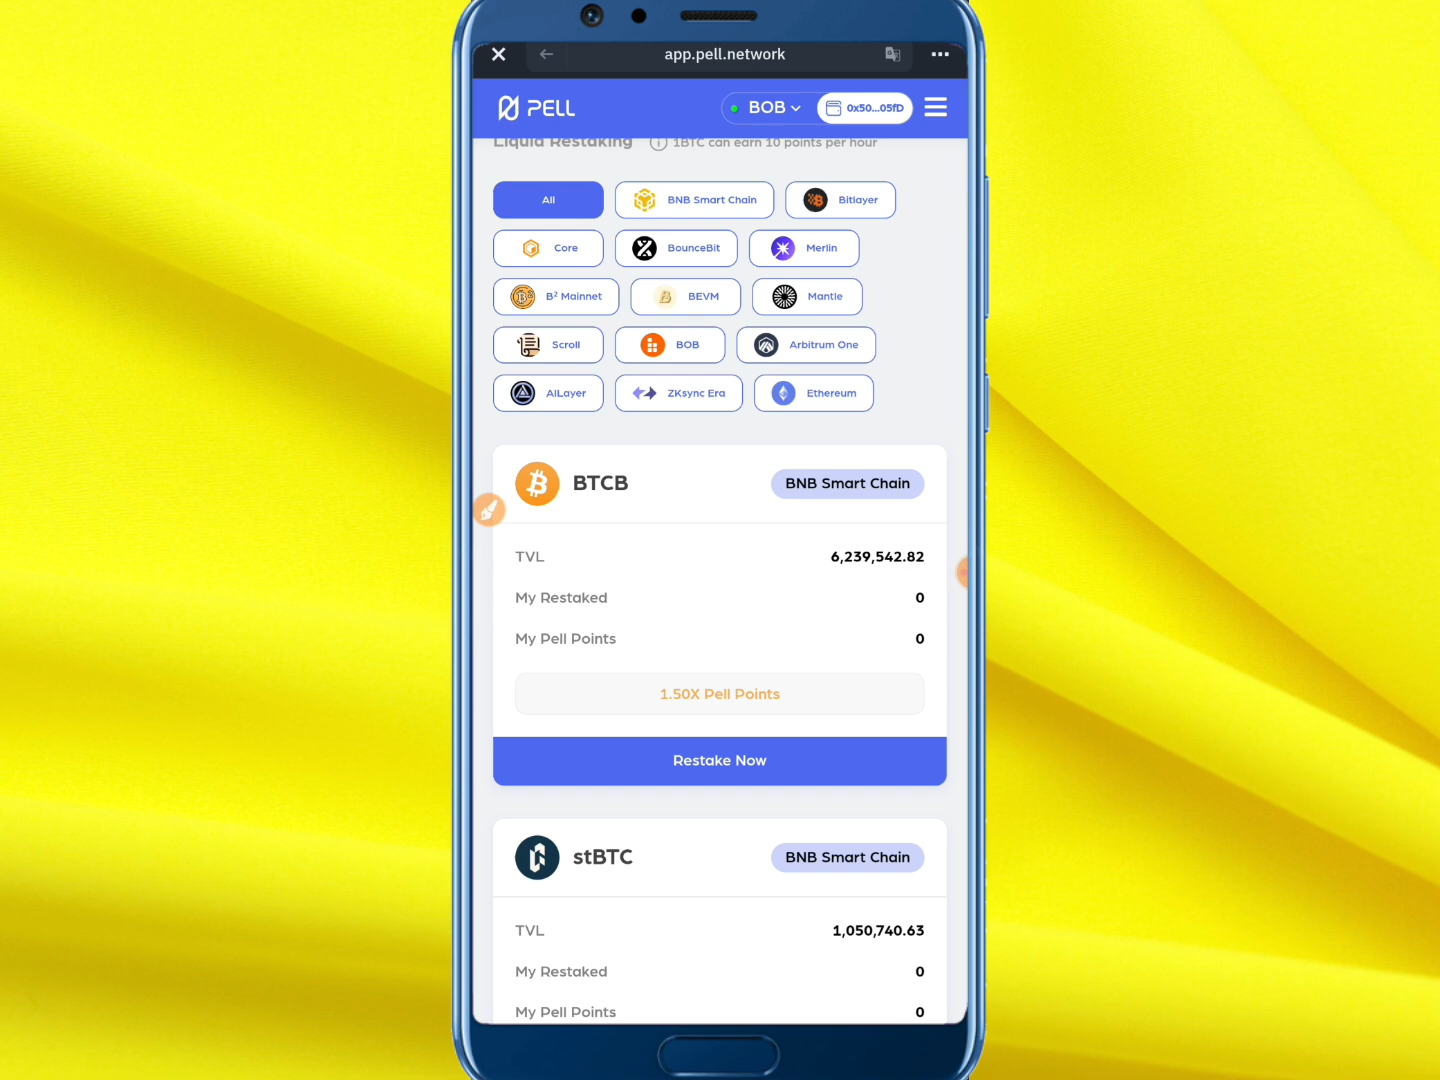 app.pell.network
PELL
BOB
0x50...05fD
Liquid Restaking
1BTC can earn 10 points per hour
All
BNB Smart Chain
Bitlayer
Core
BounceBit
Merlin
B² Mainnet
BEVM
Mantle
Scroll
BOB
Arbitrum One
AiLayer
ZKsync Era
Ethereum
BTCB
BNB Smart Chain
TVL
6,239,542.82
My Restaked
0
My Pell Points
0
1.50X Pell Points
Restake Now
stBTC
BNB Smart Chain
TVL
1,050,740.63
My Restaked
0
My Pell Points
0